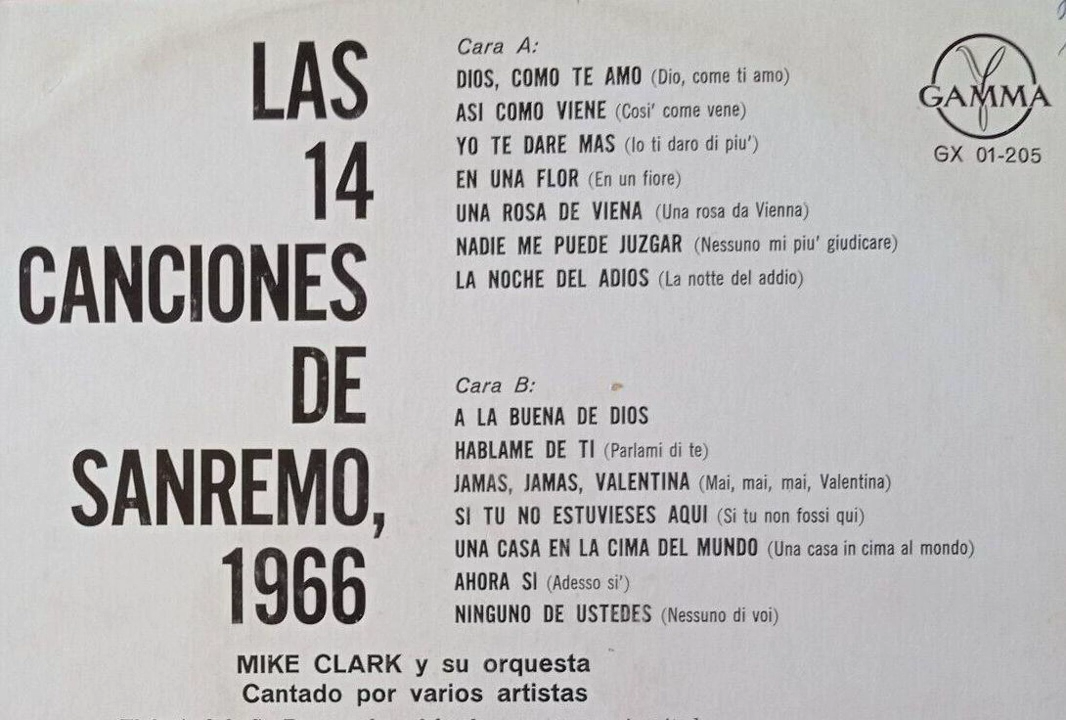 LAS
14
CANCIONES
DE
SANREMO,
1966
MIKE CLARK y su orquesta
Cantado por varios artistas
Cara A:
DIOS, COMO TE AMO (Dio, come ti amo)
ASI COMO VIENE (Cosi' come vene)
YO TE DARE MAS (Io ti daro di piu')
EN UNA FLOR (En un fiore)
UNA ROSA DE VIENA (Una rosa da Vienna)
NADIE ME PUEDE JUZGAR (Nessuno mi piu' giudicare)
LA NOCHE DEL ADIOS (La notte del addio)
Cara B:
A LA BUENA DE DIOS
HABLAME DE TI (Parlami di te)
JAMAS, JAMAS, VALENTINA (Mai, mai, mai, Valentina)
SI TU NO ESTUVIESES AQUI (Si tu non fossi qui)
UNA CASA EN LA CIMA DEL MUNDO (Una casa in cima al mondo)
AHORA SI (Adesso si')
NINGUNO DE USTEDES (Nessuno di voi)
GAMMA
GX 01-205